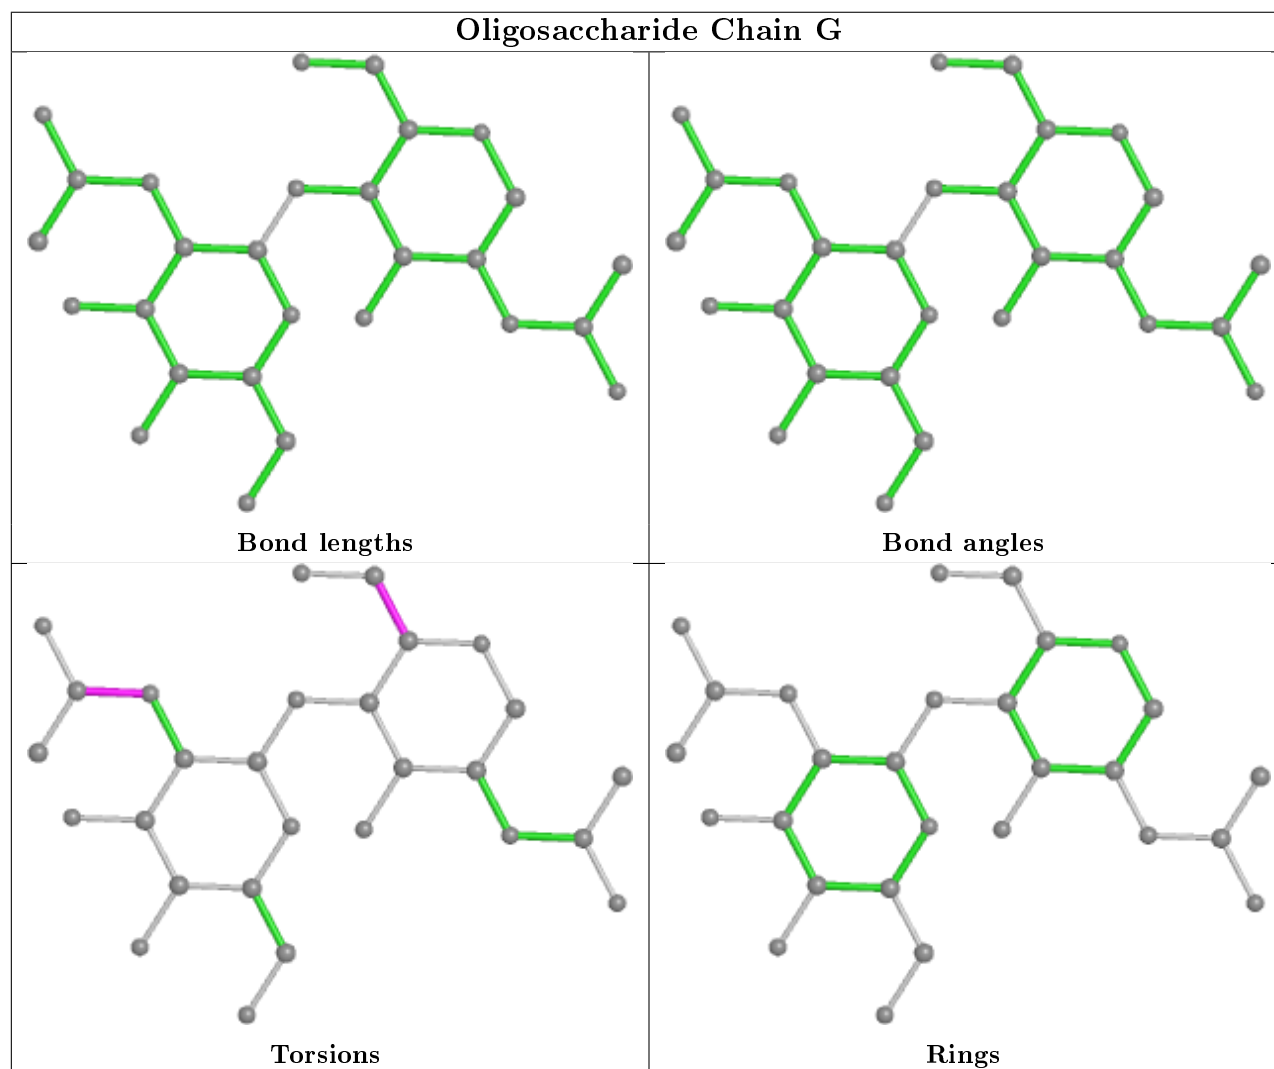 Oligosaccharide Chain G
Bond lengths
Bond angles
Torsions
Rings